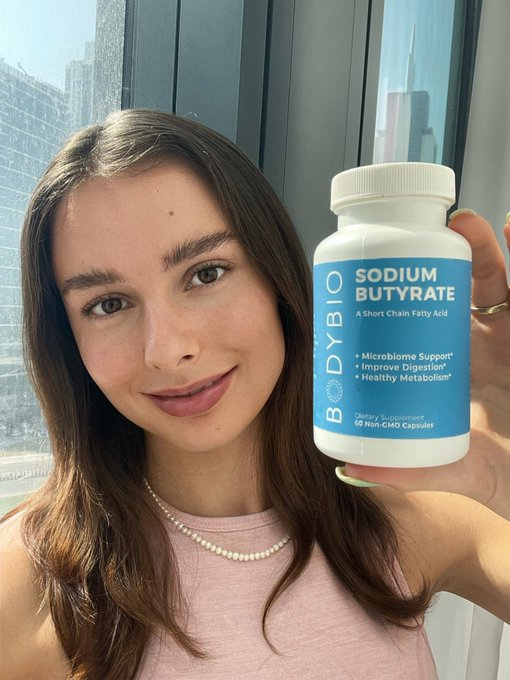 BODYBIO
SODIUM
BUTYRATE
A Short Chain Fatty Acid
+ Microbiome Support*
+ Improve Digestion*
+ Healthy Metabolism*
Dietary Supplement
60 Non-GMO Capsules